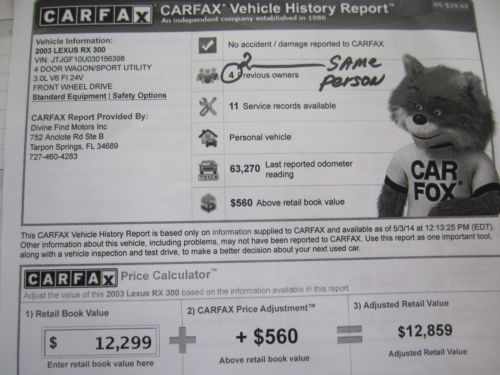 CARFAX CARFAX® Vehicle History Report™ US $39.99
An independent company established in 1986
Vehicle Information:
2003 LEXUS RX 300
VIN: JTJGF10U030156398
4 DOOR WAGON/SPORT UTILITY
3.0L V6 FI 24V
FRONT WHEEL DRIVE
Standard Equipment | Safety Options
CARFAX Report Provided By:
Divine Find Motors Inc
752 Anclote Rd Ste B
Tarpon Springs, FL 34689
727-460-4283
No accident / damage reported to CARFAX
2 SAME
PERSON
4 Previous owners
11 Service records available
Personal vehicle
63,270 Last reported odometer
reading
$560 Above retail book value
CAR
FOX
This CARFAX Vehicle History Report is based only on information supplied to CARFAX and available as of 5/3/14 at 12:13:25 PM (EDT).
Other information about this vehicle, including problems, may not have been reported to CARFAX. Use this report as one important tool,
along with a vehicle inspection and test drive, to make a better decision about your next used car.
CARFAX Price Calculator™
Adjust the value of this 2003 Lexus RX 300 based on the information available in this report
1) Retail Book Value
$ 12,299
Enter retail book value here
2) CARFAX Price Adjustment™
+ $560
Above retail book value
3) Adjusted Retail Value
$12,859
Adjusted Retail Value